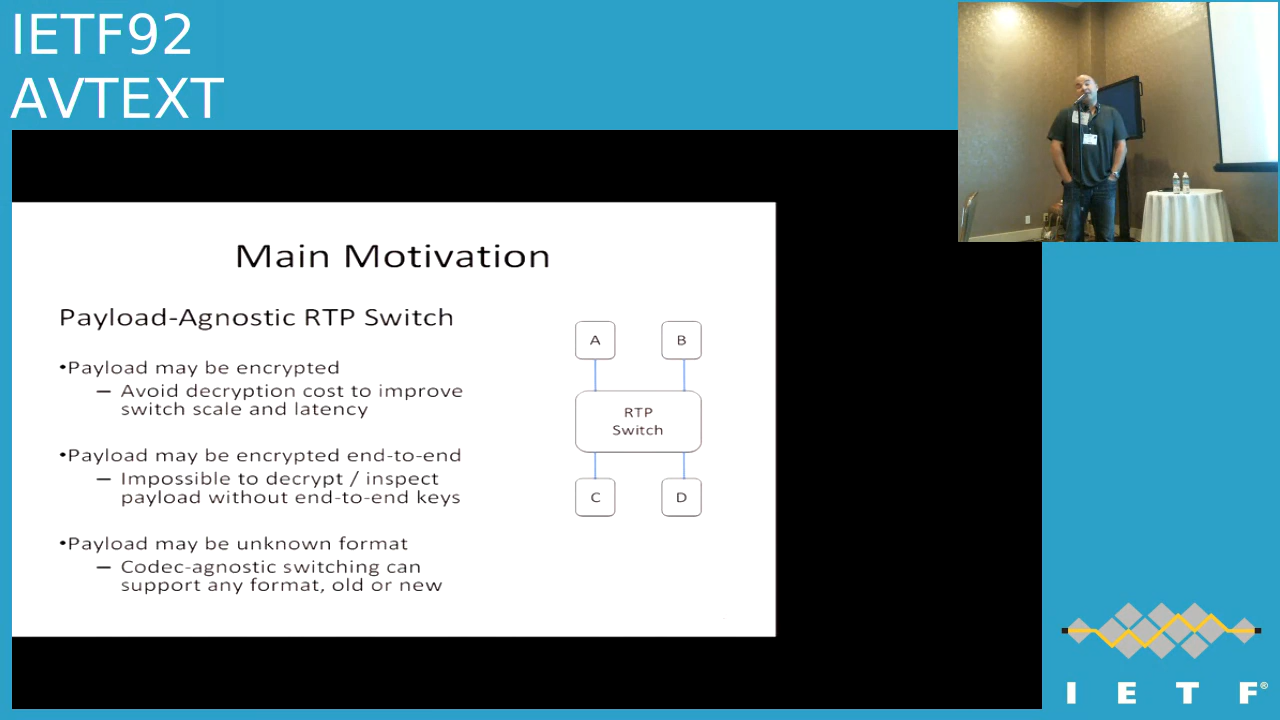 IETF92
AVTEXT
Main Motivation
Payload-Agnostic RTP Switch
•Payload may be encrypted
— Avoid decryption cost to improve
switch scale and latency
•Payload may be encrypted end-to-end
— Impossible to decrypt / inspect
payload without end-to-end keys
•Payload may be unknown format
— Codec-agnostic switching can
support any format, old or new
A
B
RTP
Switch
C
D
I E T F®